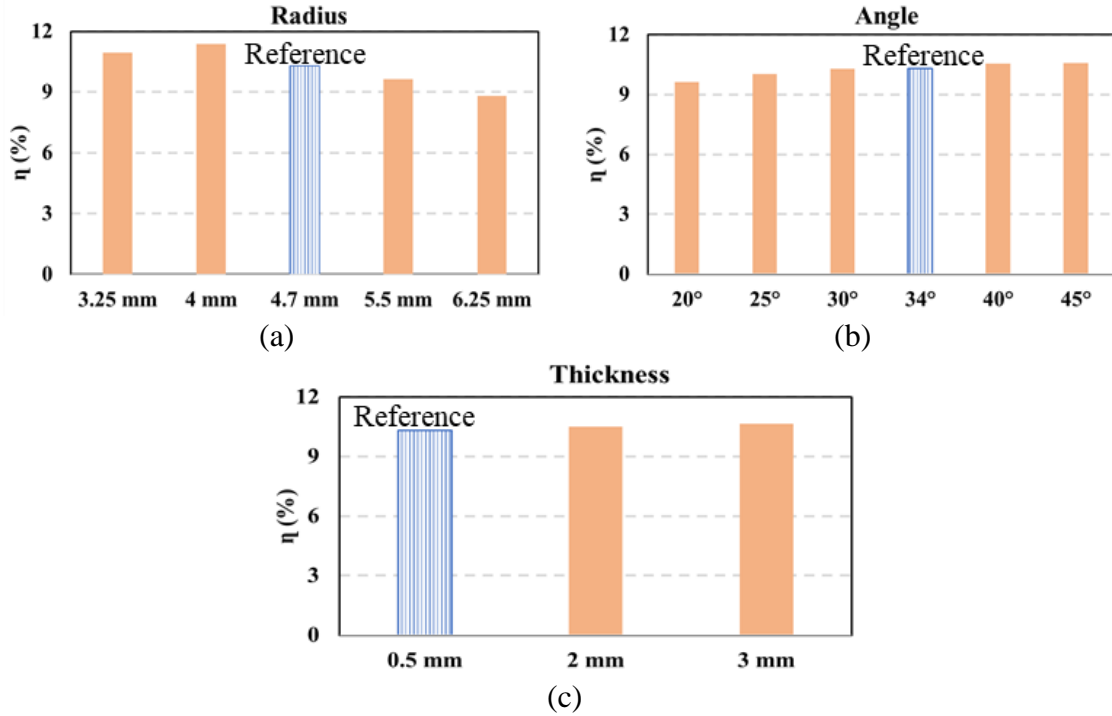 Radius
12
9
6
3
0
η (%)
Reference
3.25 mm 4 mm 4.7 mm 5.5 mm 6.25 mm
(a)
Angle
12
9
6
3
0
η (%)
Reference
20° 25° 30° 34° 40° 45°
(b)
Thickness
12
9
6
3
0
η (%)
Reference
0.5 mm 2 mm 3 mm
(c)